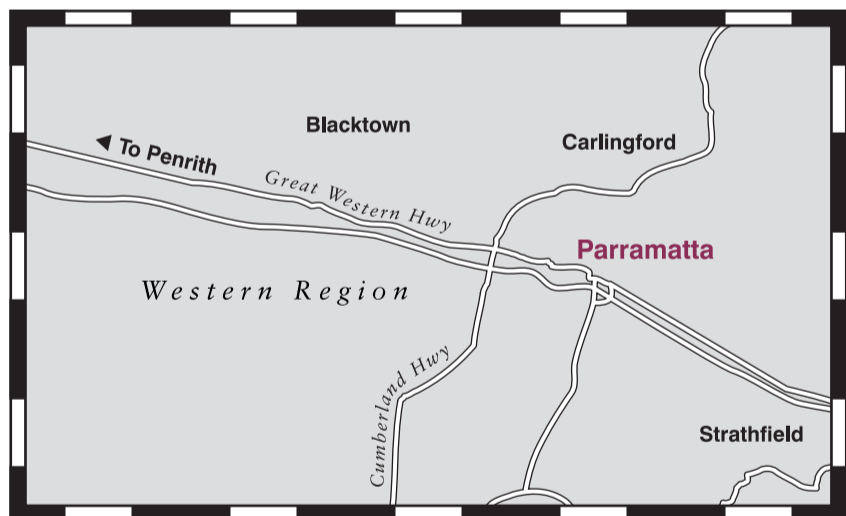 Blacktown
Carlingford
To Penrith
Great Western Hwy
Parramatta
Western Region
Cumberland Hwy
Strathfield